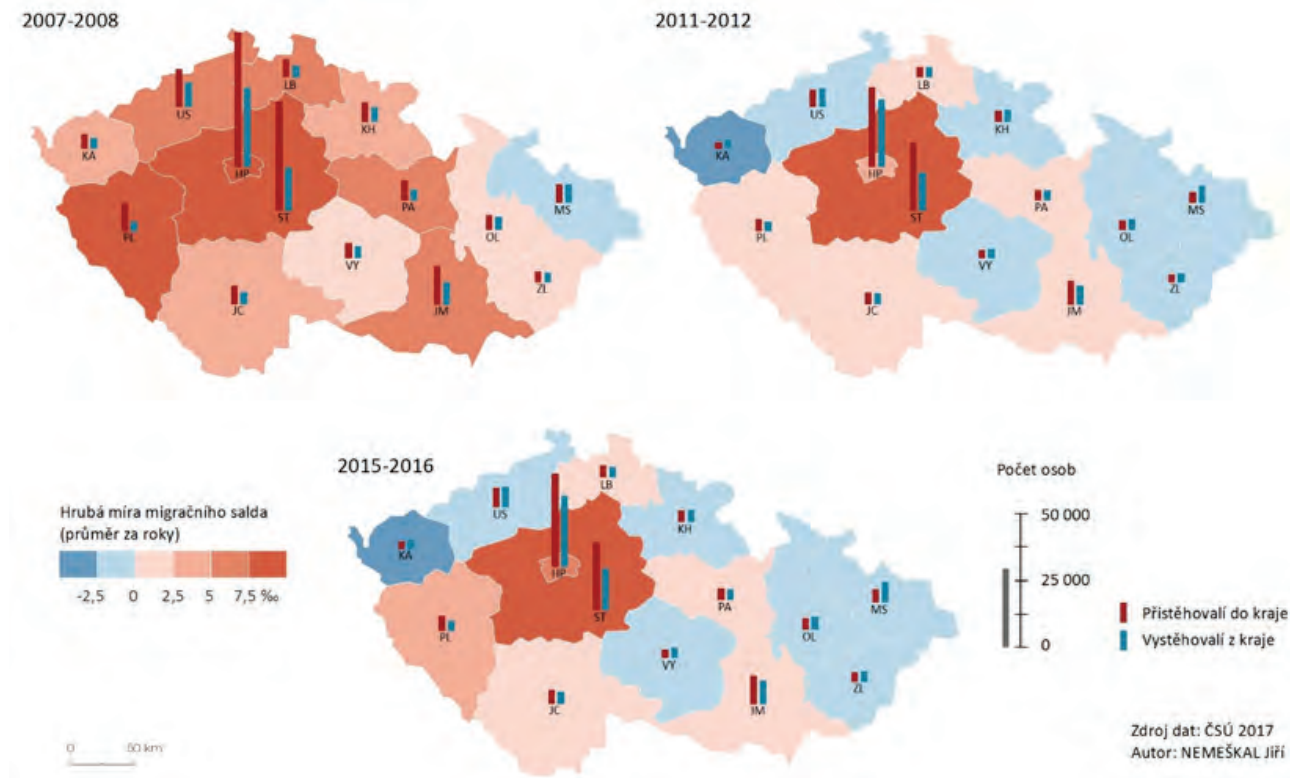 2007-2008
LB
US
KH
KA
HP
PA
MS
ST
PL
OL
VY
ZL
JC
JM
2011-2012
LB
US
KH
KA
HP
PA
MS
ST
PL
OL
VY
ZL
JC
JM
2015-2016
LB
US
KH
KA
HP
PA
MS
ST
PL
OL
VY
ZL
JC
JM
Hrubá míra migračního salda
(průměr za roky)
-2,5 0 2,5 5 7,5 ‰
0 50 km
Počet osob
50 000
25 000
0
Přistěhovalí do kraje
Vystěhovalí z kraje
Zdroj dat: ČSÚ 2017
Autor: NEMEŠKAL Jiří